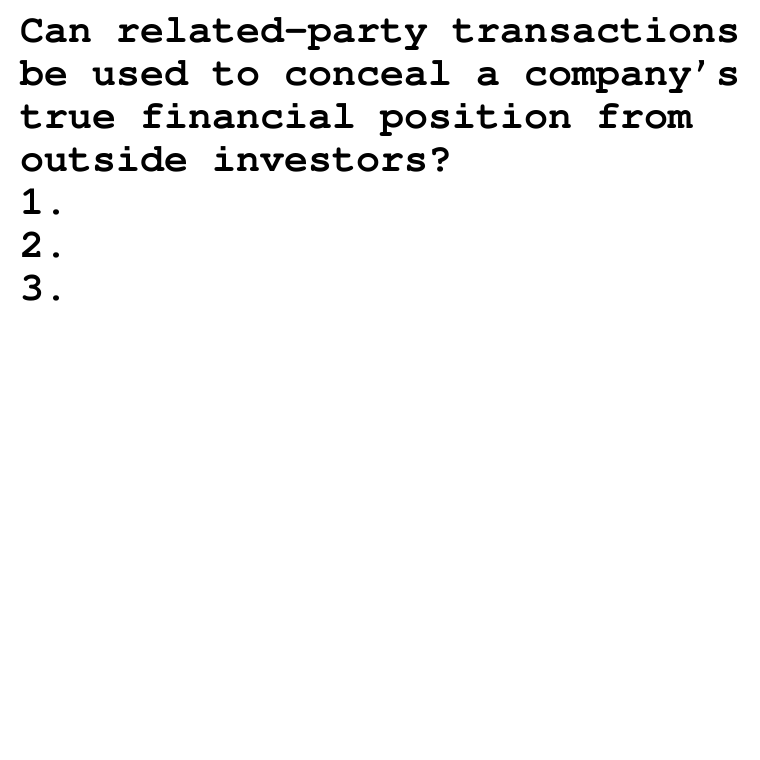 Can related-party transactions
be used to conceal a company's
true financial position from
outside investors?
1.
2.
3.